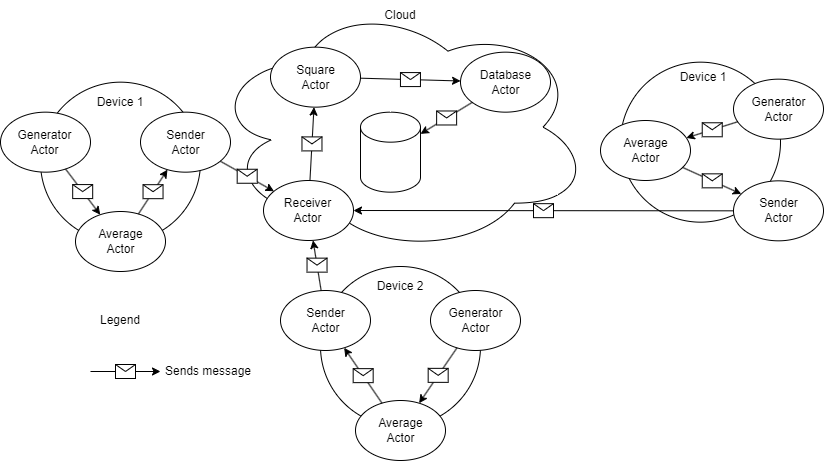 Cloud
Square
Actor
Database
Actor
Device 1
Generator
Actor
Sender
Actor
Average
Actor
Receiver
Actor
Device 1
Generator
Actor
Average
Actor
Sender
Actor
Device 2
Sender
Actor
Generator
Actor
Average
Actor
Legend
Sends message